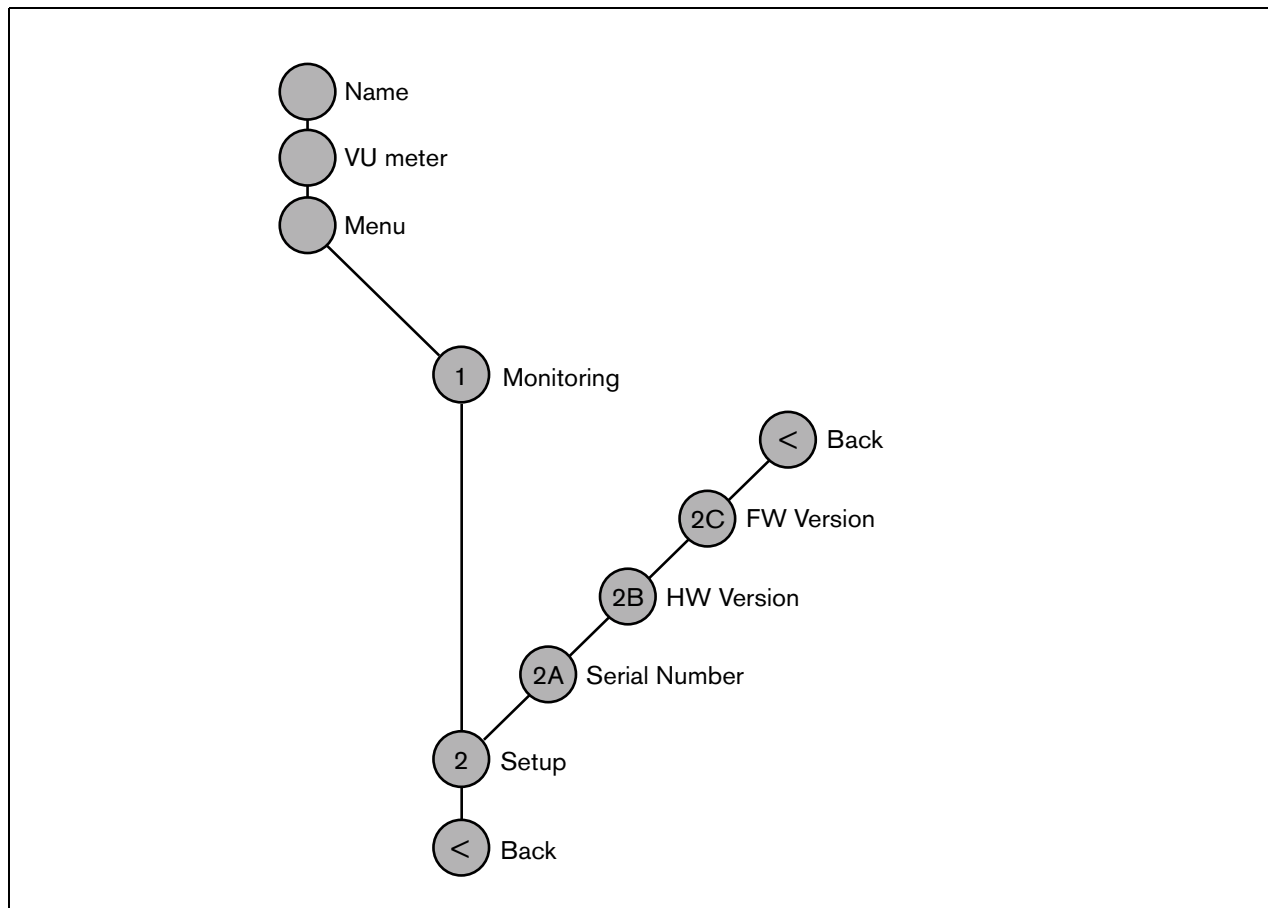 Name
VU meter
Menu
1 Monitoring
< Back
2C FW Version
2B HW Version
2A Serial Number
2 Setup
< Back